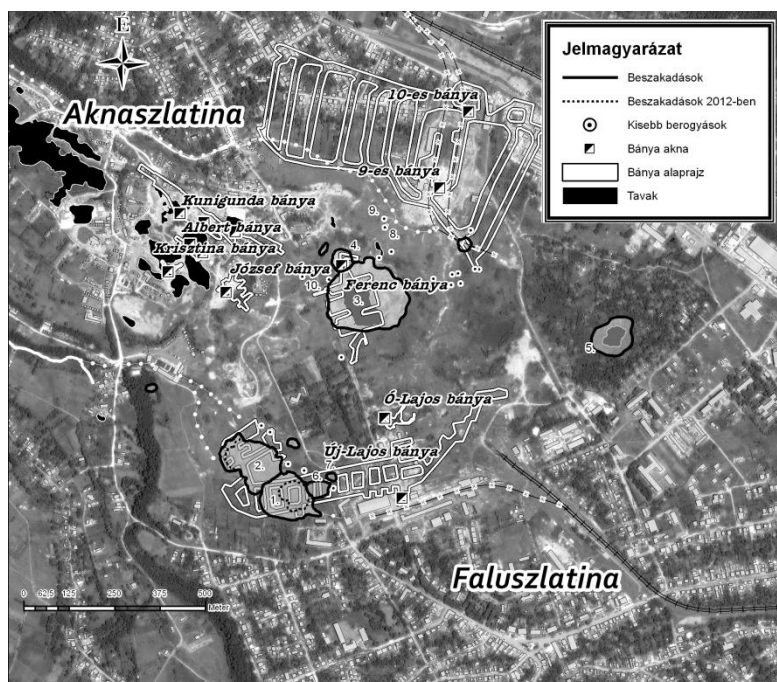 É
Aknaszlatina
10-es bánya
9-es bánya
Kunigunda bánya
Albert bánya
Krisztina bánya
József bánya
Ferenc bánya
Ó-Lajos bánya
Új-Lajos bánya
Faluszlatina
9.
8.
4.
10.
3.
5.
2.
7.
6.
1.
0 62,5 125 250 375 500
Meter
Jelmagyarázat
Beszakadások
Beszakadások 2012-ben
Kisebb berogyások
Bánya akna
Bánya alaprajz
Tavak